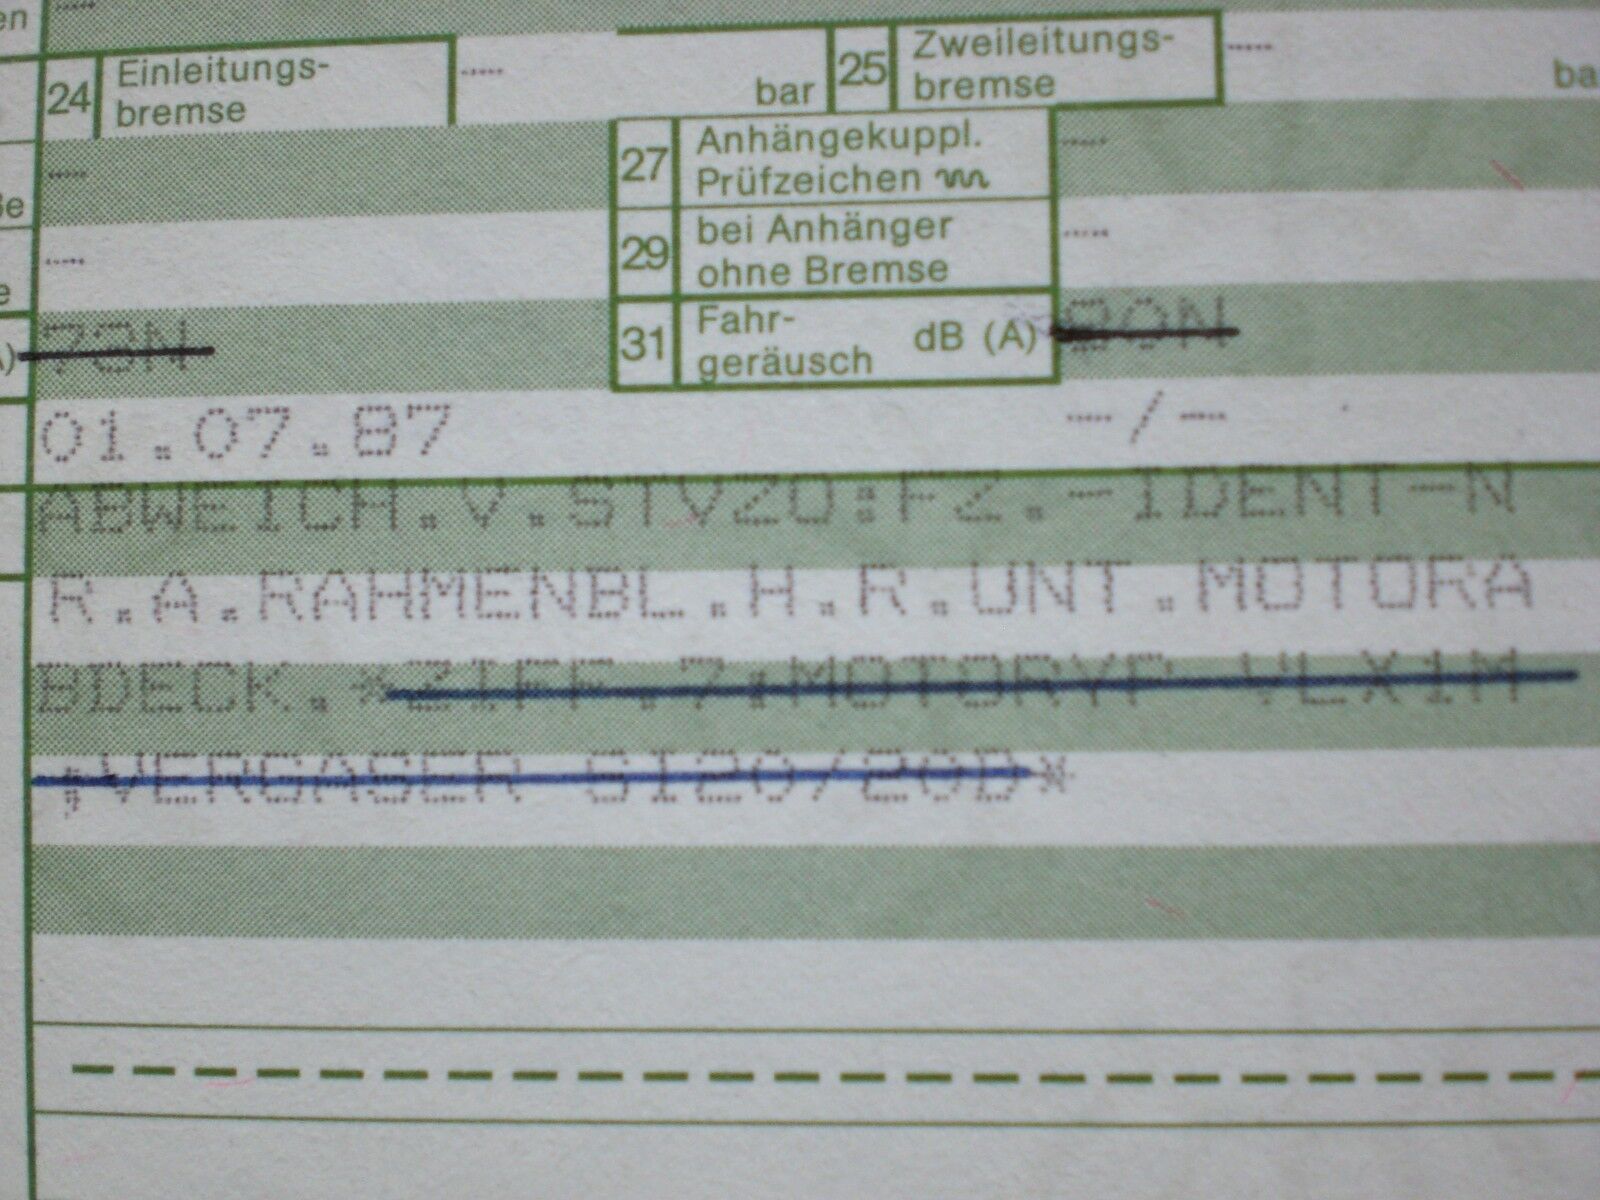 en -----
24 Einleitungs- ----- bar 25 Zweileitungs- -----
bremse bremse ba
27 Anhängekuppl. -----
Prüfzeichen
ße -----
29 bei Anhänger -----
ohne Bremse
e -----
31 Fahr- dB (A) 80N
geräusch
A) 78N
01.07.87 --/--
ABWEICH.V.STVZO:FZ.-IDENT-N
R.A.RAHMENBL.H.R.UNT.MOTORA
BDECK.*ZIFF.7:MOTORYP VLX1M
;VERGASER SI20/20D*